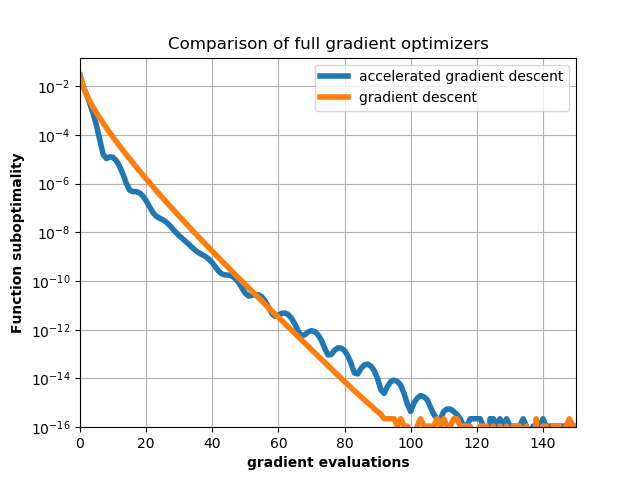 Comparison of full gradient optimizers
accelerated gradient descent
gradient descent
Function suboptimality
10⁻²
10⁻⁴
10⁻⁶
10⁻⁸
10⁻¹⁰
10⁻¹²
10⁻¹⁴
10⁻¹⁶
0 20 40 60 80 100 120 140
gradient evaluations